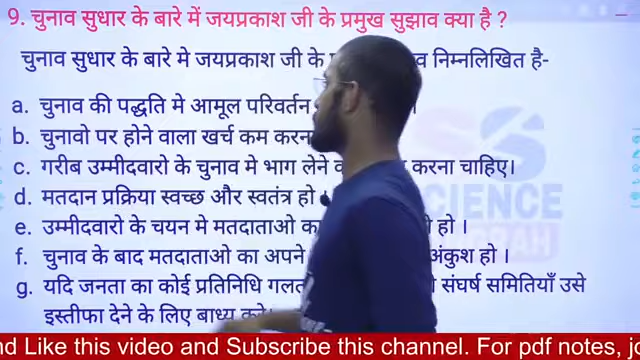 9. चुनाव सुधार के बारे में जयप्रकाश जी के प्रमुख सुझाव क्या है ?
चुनाव सुधार के बारे मे जयप्रकाश जी के निम्नलिखित है-
a. चुनाव की पद्धति मे आमूल परिवर्तन
b. चुनावो पर होने वाला खर्च कम
c. गरीब उम्मीदवारो के चुनाव मे भाग लेने करना चाहिए।
d. मतदान प्रक्रिया स्वच्छ और स्वतंत्र हो
e. उम्मीदवारो के चयन मे मतदाताओ हो ।
f. चुनाव के बाद मतदाताओ का अपने अंकुश हो ।
g. यदि जनता का कोई प्रतिनिधि संघर्ष समितियाँ उसे
इस्तीफा देने के लिए बाध्य
SCIENCE
nd Like this video and Subscribe this channel. For pdf notes, jo